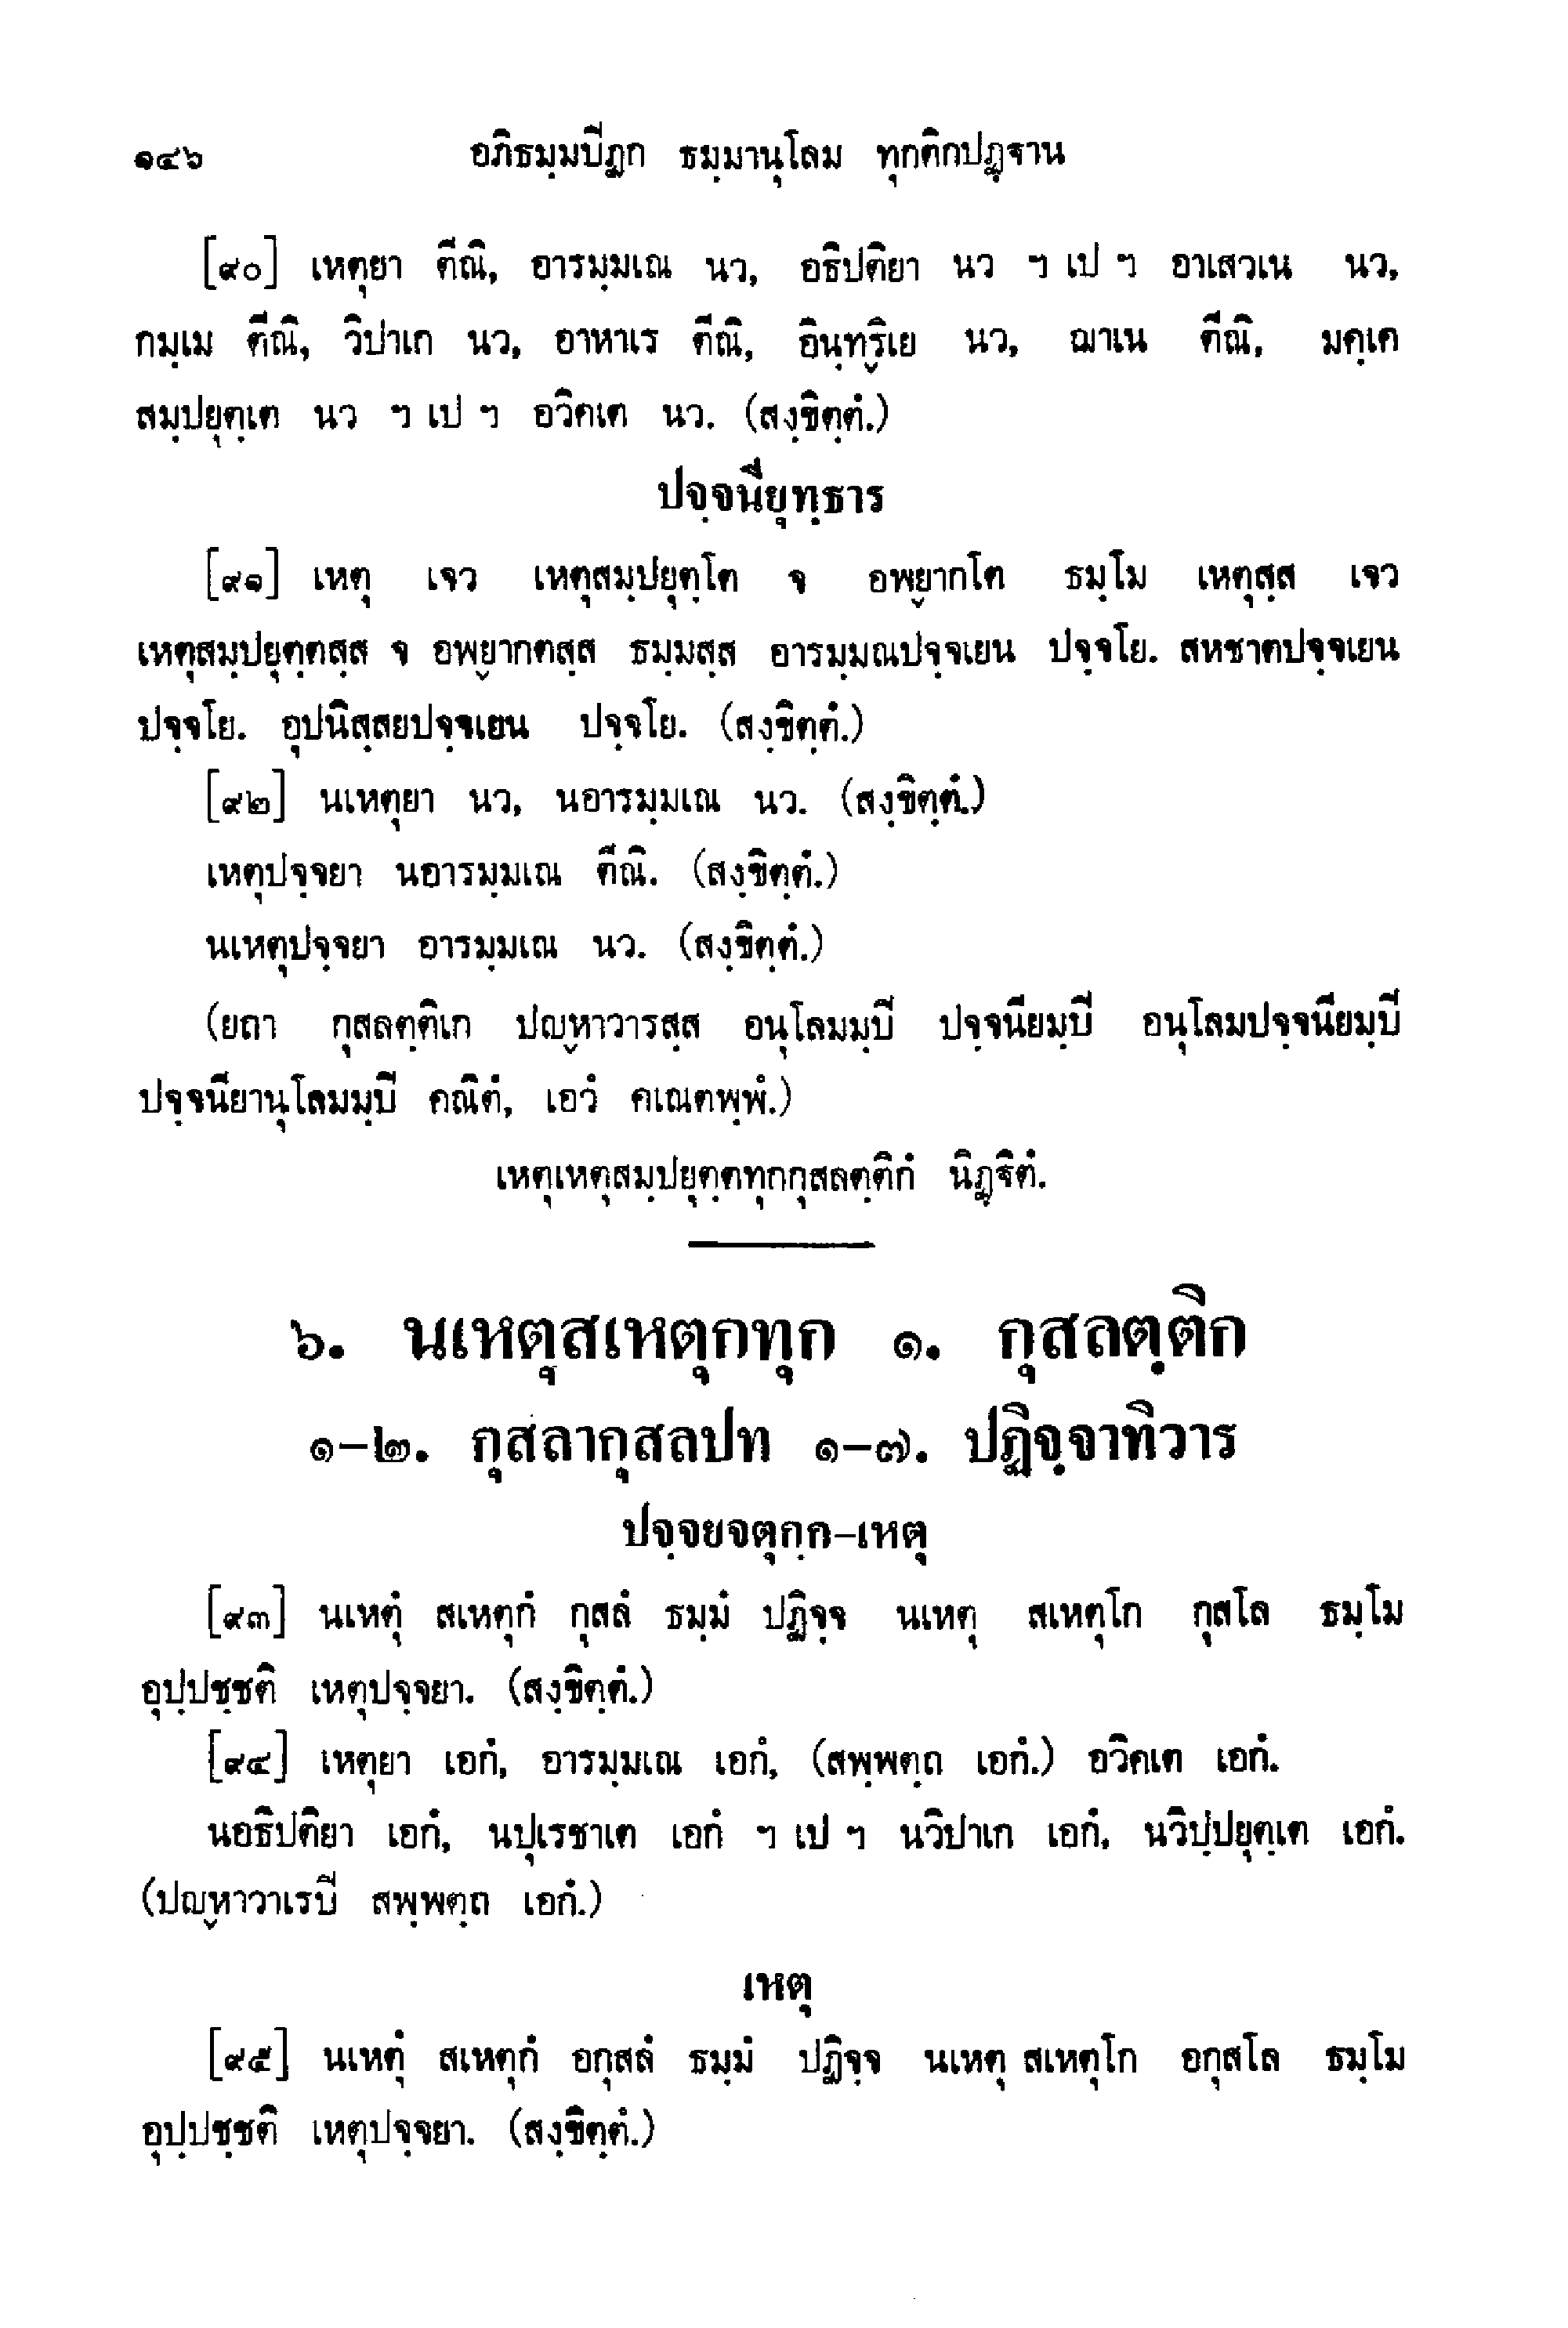 ๑๔๖ อภิธมฺมปิฏก ธมฺมานุโลม ทุกติกปฏฺฐาน
[๙๐] เหตุยา ตีณิ, อารมฺมเณ นว, อธิปติยา นว ฯ เป ฯ อาเสวเน นว,
กมฺเม ตีณิ, วิปาเก นว, อาหาเร ตีณิ, อินฺทฺริเย นว, ฌาเน ตีณิ, มคฺเค
สมฺปยุตฺเต นว ฯ เป ฯ อวิคเต นว. (สงฺขิตฺตํ.)
ปจฺจนียุทฺธาร
[๙๑] เหตุ เจว เหตุสมฺปยุตฺโต จ อพฺยากโต ธมฺโม เหตุสฺส เจว
เหตุสมฺปยุตฺตสฺส จ อพฺยากตสฺส ธมฺมสฺส อารมฺมณปจฺจเยน ปจฺจโย. สหชาตปจฺจเยน
ปจฺจโย. อุปนิสฺสยปจฺจเยน ปจฺจโย. (สงฺขิตฺตํ.)
[๙๒] นเหตุยา นว, นอารมฺมเณ นว. (สงฺขิตฺตํ.)
เหตุปจฺจยา นอารมฺมเณ ตีณิ. (สงฺขิตฺตํ.)
นเหตุปจฺจยา อารมฺมเณ นว. (สงฺขิตฺตํ.)
(ยถา กุสลตฺติเก ปญฺหาวารสฺส อนุโลมมฺปิ ปจฺจนียมฺปิ อนุโลมปจฺจนียมฺปิ
ปจฺจนียานุโลมมฺปิ คณิตํ, เอวํ คเณตพฺพํ.)
เหตุเหตุสมฺปยุตฺตทุกกุสลตฺติกํ นิฏฺฐิตํ.
๖. นเหตุสเหตุกทุก ๑. กุสลตฺติก
๑-๒. กุสลากุสลปท ๑-๗. ปฏิจฺจาทิวาร
ปจฺจยจตุกฺก-เหตุ
[๙๓] นเหตุํ สเหตุกํ กุสลํ ธมฺมํ ปฏิจฺจ นเหตุ สเหตุโก กุสโล ธมฺโม
อุปฺปชฺชติ เหตุปจฺจยา. (สงฺขิตฺตํ.)
[๙๔] เหตุยา เอกํ, อารมฺมเณ เอกํ, (สพฺพตฺถ เอกํ.) อวิคเต เอกํ.
นอธิปติยา เอกํ, นปุเรชาเต เอกํ ฯ เป ฯ นวิปาเก เอกํ, นวิปฺปยุตฺเต เอกํ.
(ปญฺหาวาเรปิ สพฺพตฺถ เอกํ.)
เหตุ
[๙๕] นเหตุํ สเหตุกํ อกุสลํ ธมฺมํ ปฏิจฺจ นเหตุ สเหตุโก อกุสโล ธมฺโม
อุปฺปชฺชติ เหตุปจฺจยา. (สงฺขิตฺตํ.)